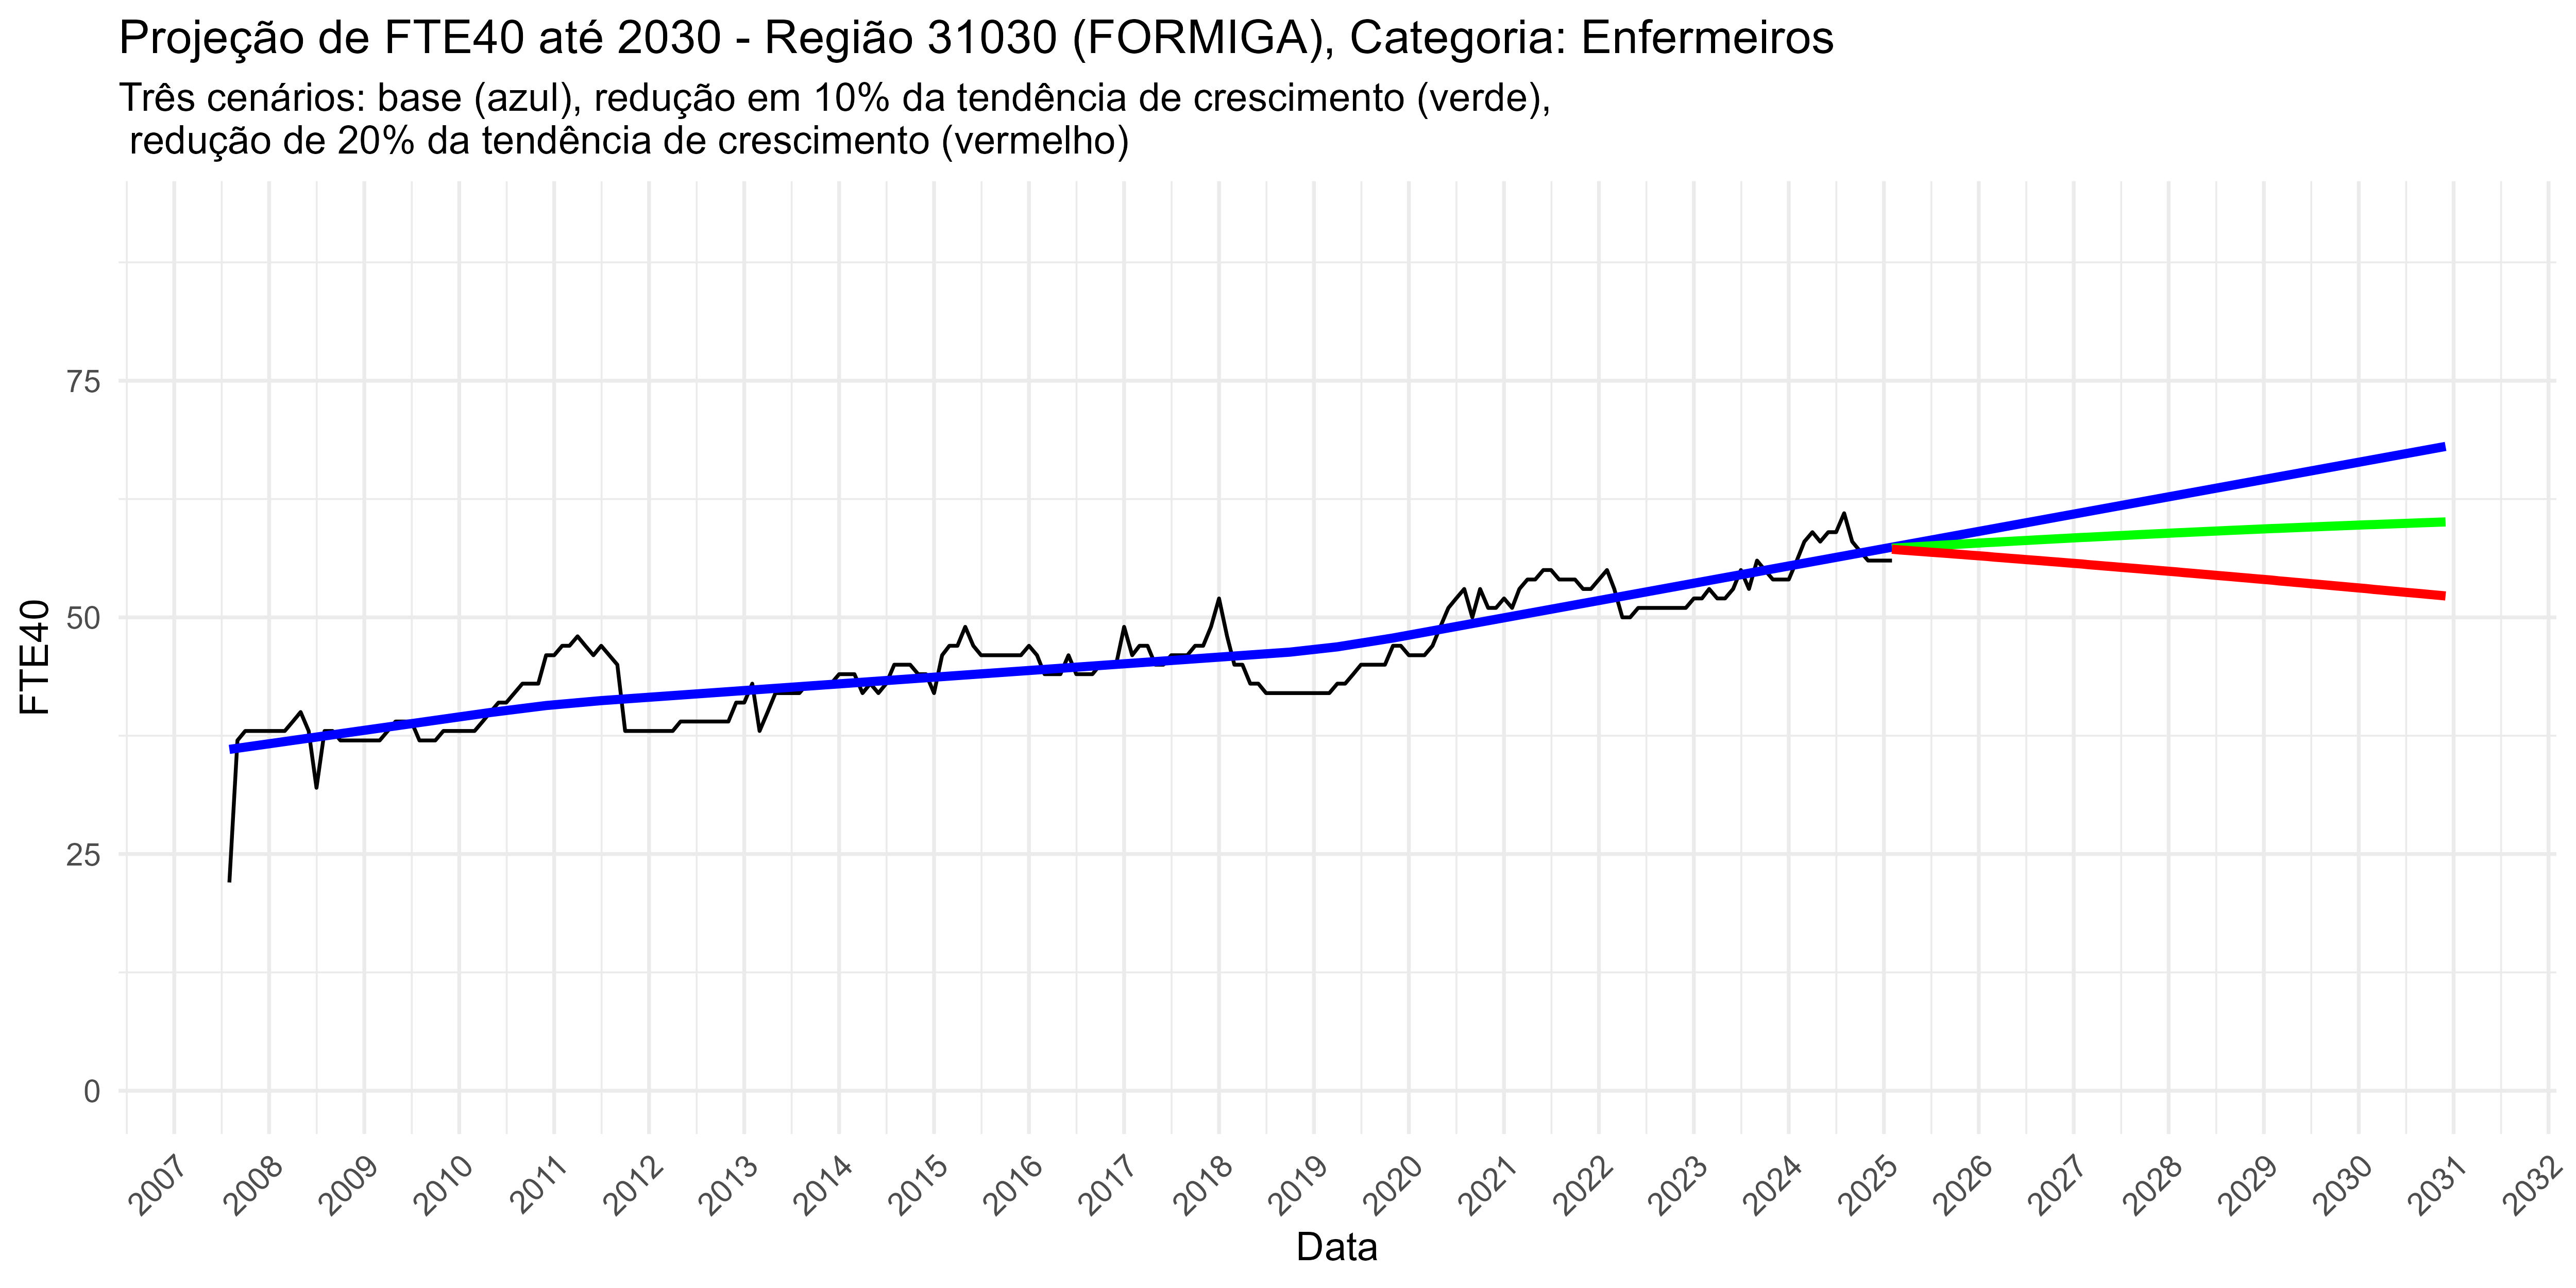 Projeção de FTE40 até 2030 - Região 31030 (FORMIGA), Categoria: Enfermeiros
Três cenários: base (azul), redução em 10% da tendência de crescimento (verde),
redução de 20% da tendência de crescimento (vermelho)
FTE40
75
50
25
0
2007 2008 2009 2010 2011 2012 2013 2014 2015 2016 2017 2018 2019 2020 2021 2022 2023 2024 2025 2026 2027 2028 2029 2030 2031 2032
Data